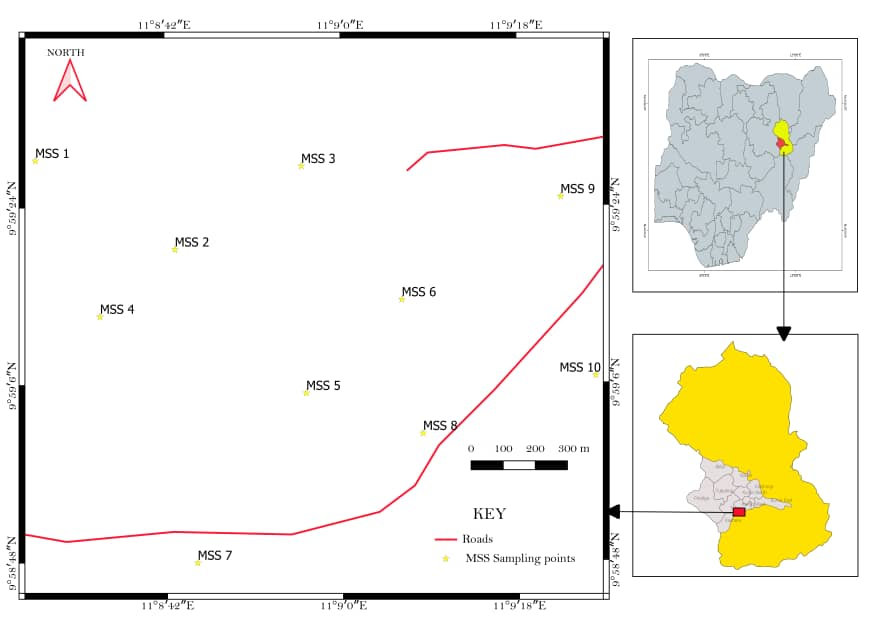 11°8′42″E 11°9′0″E 11°9′18″E
NORTH
MSS 1
MSS 3
MSS 9
9°59′24″N 9°59′24″N
MSS 2
MSS 6
MSS 4
MSS 10
9°59′6″N 9°59′6″N
MSS 5
MSS 8
0 100 200 300 m
KEY
Roads
MSS Sampling points
MSS 7
9°58′48″N 9°58′48″N
11°8′42″E 11°9′0″E 11°9′18″E